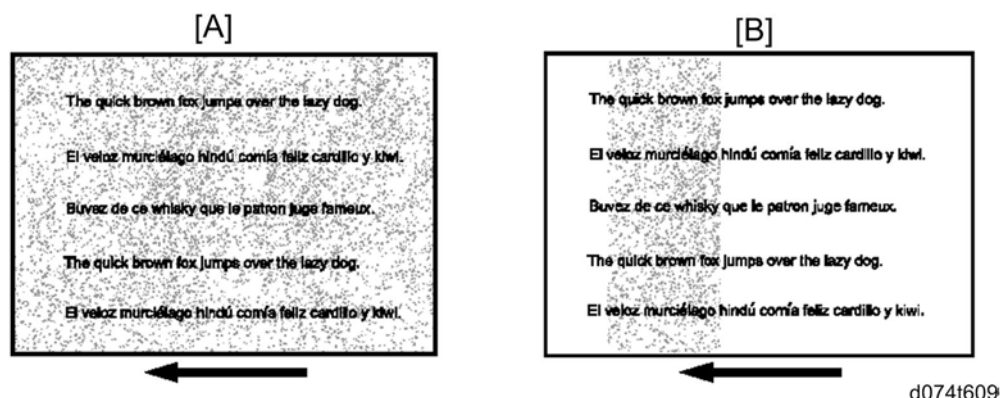 [A]
The quick brown fox jumps over the lazy dog.
El veloz murciélago hindú comía feliz cardillo y kiwi.
Buvez de ce whisky que le patron juge fameux.
The quick brown fox jumps over the lazy dog.
El veloz murciélago hindú comía feliz cardillo y kiwi.
[B]
The quick brown fox jumps over the lazy dog.
El veloz murciélago hindú comía feliz cardillo y kiwi.
Buvez de ce whisky que le patron juge fameux.
The quick brown fox jumps over the lazy dog.
El veloz murciélago hindú comía feliz cardillo y kiwi.